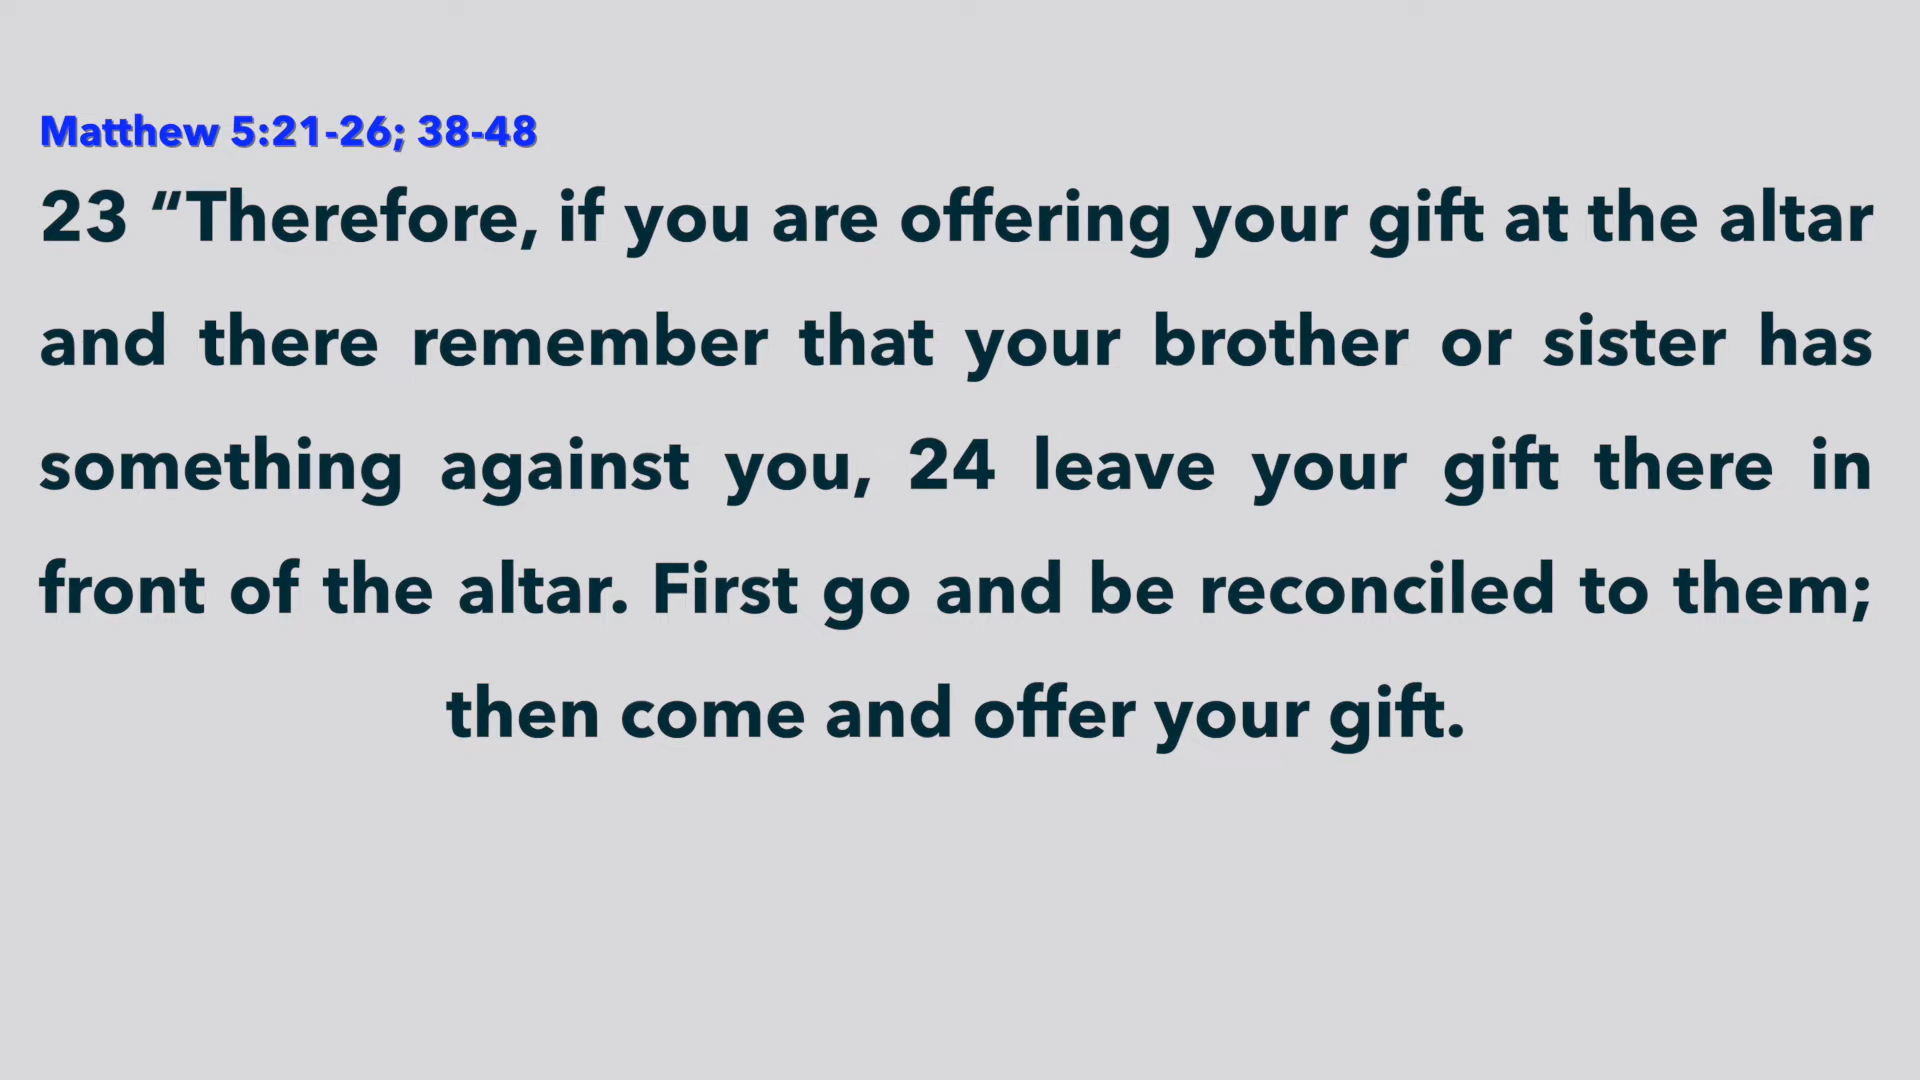 Matthew 5:21-26; 38-48
23 “Therefore, if you are offering your gift at the altar
and there remember that your brother or sister has
something against you, 24 leave your gift there in
front of the altar. First go and be reconciled to them;
then come and offer your gift.